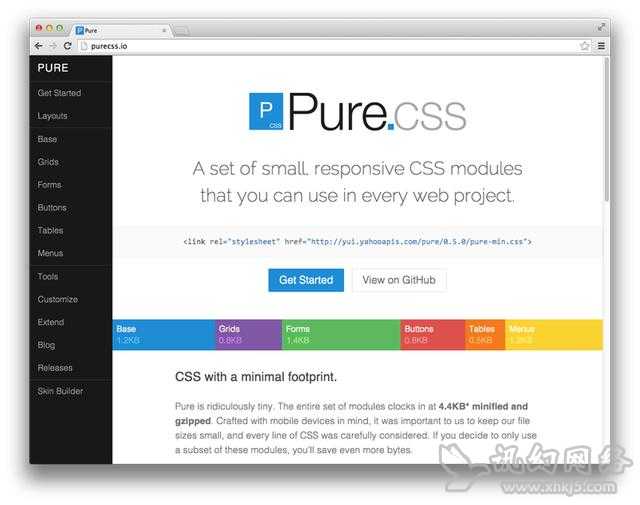 Pure
purecss.io
PURE
Get Started
Layouts
Base
Grids
Forms
Buttons
Tables
Menus
Tools
Customize
Extend
Blog
Releases
Skin Builder
P
CSS
Pure.css
A set of small, responsive CSS modules
that you can use in every web project.
<link rel="stylesheet" href="http://yui.yahooapis.com/pure/0.5.0/pure-min.css">
Get Started
View on GitHub
Base
1.2KB
Grids
0.8KB
Forms
1.4KB
Buttons
0.8KB
Tables
0.5KB
Menus
CSS with a minimal footprint.
Pure is ridiculously tiny. The entire set of modules clocks in at 4.4KB* minified and
gzipped. Crafted with mobile devices in mind, it was important to us to keep our file
sizes small, and every line of CSS was carefully considered. If you decide to only use
a subset of these modules, you'll save even more bytes.
讯幻网络
www.xnkj5.com